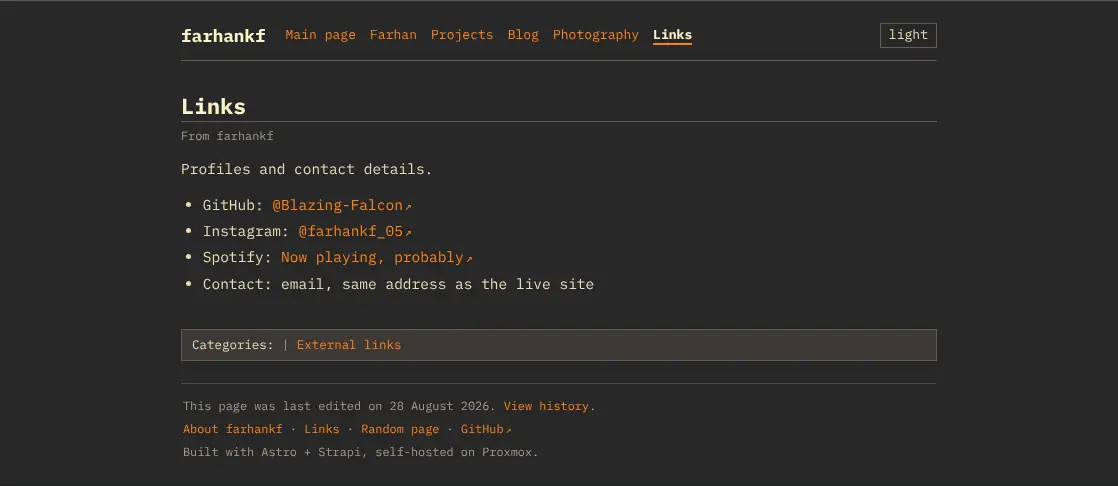 farhankf Main page Farhan Projects Blog Photography Links light
Links
From farhankf
Profiles and contact details.
• GitHub: @Blazing-Falcon↗
• Instagram: @farhankf_05↗
• Spotify: Now playing, probably↗
• Contact: email, same address as the live site
Categories: | External links
This page was last edited on 28 August 2026. View history.
About farhankf · Links · Random page · GitHub↗
Built with Astro + Strapi, self-hosted on Proxmox.